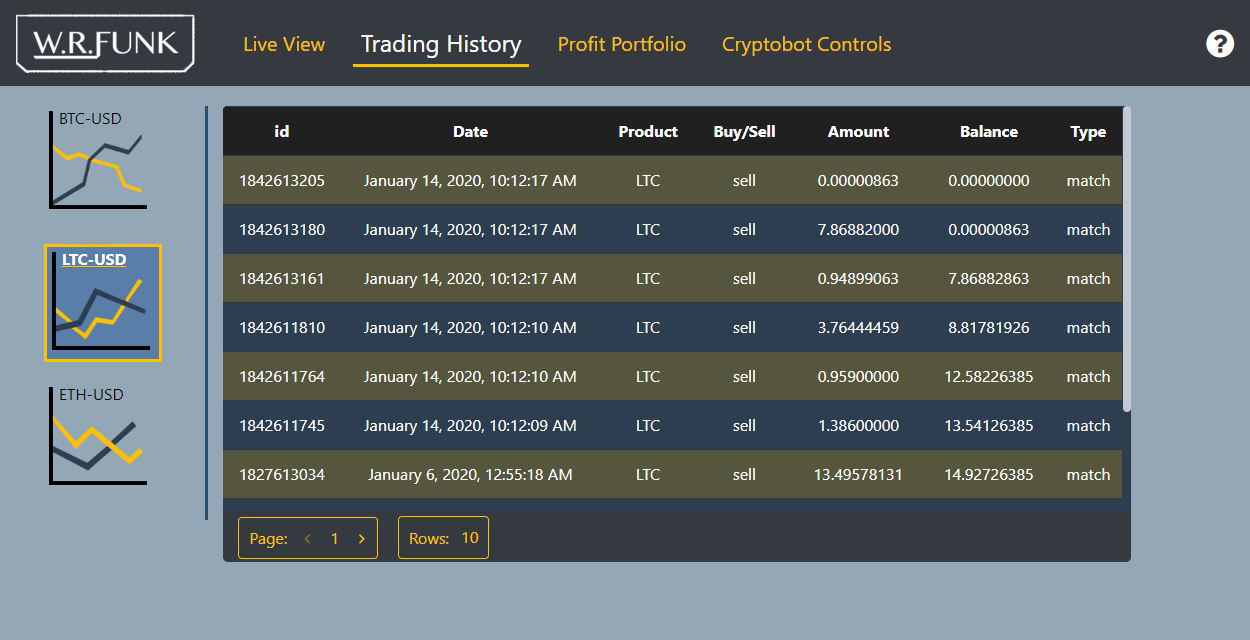 W.R.FUNK Live View Trading History Profit Portfolio Cryptobot Controls ?
BTC-USD
LTC-USD
ETH-USD
id Date Product Buy/Sell Amount Balance Type
1842613205 January 14, 2020, 10:12:17 AM LTC sell 0.00000863 0.00000000 match
1842613180 January 14, 2020, 10:12:17 AM LTC sell 7.86882000 0.00000863 match
1842613161 January 14, 2020, 10:12:17 AM LTC sell 0.94899063 7.86882863 match
1842611810 January 14, 2020, 10:12:10 AM LTC sell 3.76444459 8.81781926 match
1842611764 January 14, 2020, 10:12:10 AM LTC sell 0.95900000 12.58226385 match
1842611745 January 14, 2020, 10:12:09 AM LTC sell 1.38600000 13.54126385 match
1827613034 January 6, 2020, 12:55:18 AM LTC sell 13.49578131 14.92726385 match
Page: < 1 > Rows: 10